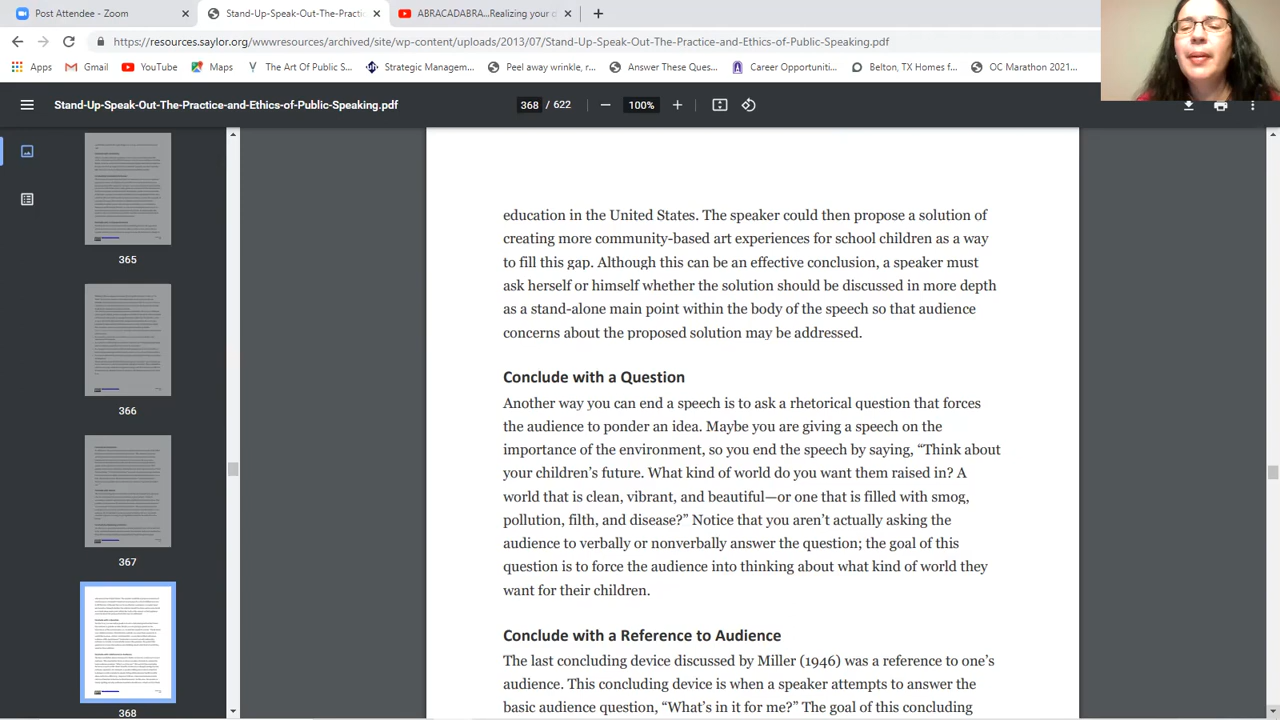 Post Attendee - Zoom
Stand-Up-Speak-Out-The-Practi
ABRACADABRA...Realizing your d
https://resources.saylor.org/wwwresources/archived/site/wp-content/uploads 07/Stand-Up-Speak-Out-The-Practice-and-Ethics-of-Public-Speaking.pdf
Apps Gmail YouTube Maps The Art Of Public S... Strategic Managem... eel away wrinkle, r... Answer These Ques... Career Opportuniti... Belton, TX Homes f... OC Marathon 2021...
Stand-Up-Speak-Out-The-Practice-and-Ethics-of-Public-Speaking.pdf
368 / 622 — 100% +
365
366
367
368
education in the United States. The speaker could then propose a solution of
creating more community-based art experiences for school children as a way
to fill this gap. Although this can be an effective conclusion, a speaker must
ask herself or himself whether the solution should be discussed in more depth
as a stand-alone main point within the body of the speech so that audience
concerns about the proposed solution may be addressed.
Conclude with a Question
Another way you can end a speech is to ask a rhetorical question that forces
the audience to ponder an idea. Maybe you are giving a speech on the
importance of the environment, so you end the speech by saying, “Think about
your children’s future. What kind of world do you want them raised in? A
world that is clean, vibrant, and beautiful—or one that is filled with smog,
pollution, filth, and disease?” Notice that you aren’t actually asking the
audience to verbally or nonverbally answer the question; the goal of this
question is to force the audience into thinking about what kind of world they
want for their children.
Conclude with a Reference to Audience
The concluding device discussed by Miller (1946) was a reference to one’s
audience. This concluding device is when a speaker attempts to answer the
basic audience question, “What’s in it for me?” The goal of this concluding